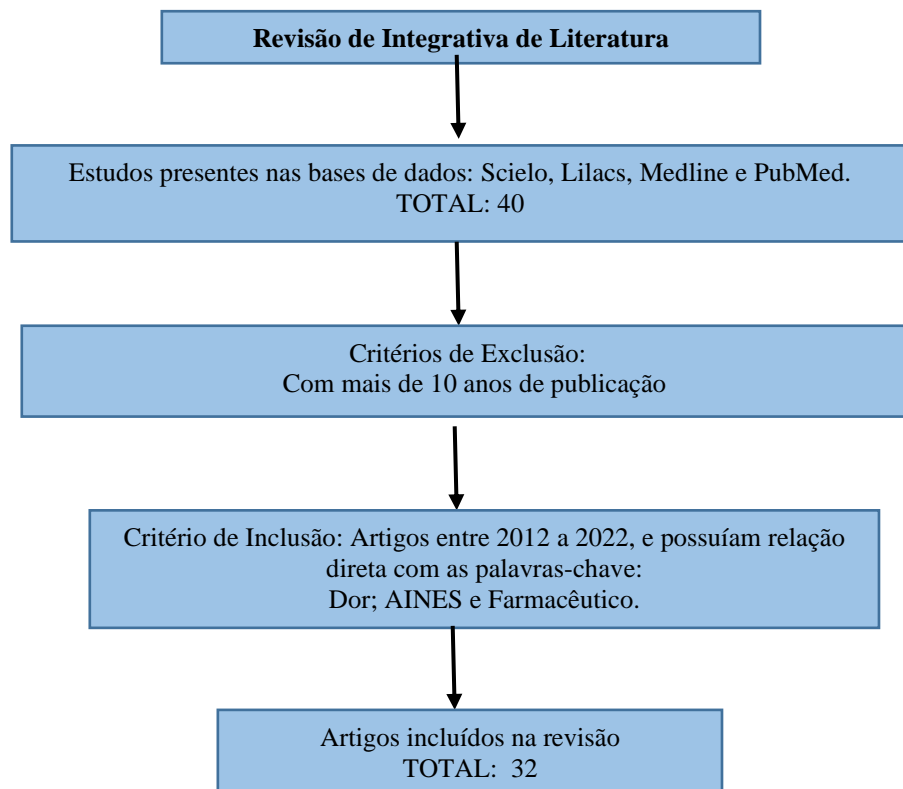 Revisão de Integrativa de Literatura
Estudos presentes nas bases de dados: Scielo, Lilacs, Medline e PubMed.
TOTAL: 40
Critérios de Exclusão:
Com mais de 10 anos de publicação
Critério de Inclusão: Artigos entre 2012 a 2022, e possuíam relação
direta com as palavras-chave:
Dor; AINES e Farmacêutico.
Artigos incluídos na revisão
TOTAL: 32